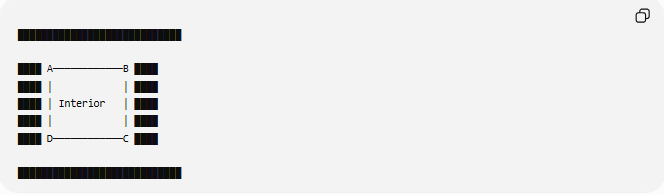 ████████████████████████████

████ A────────────B ████
████ |            | ████
████ | Interior   | ████
████ |            | ████
████ D────────────C ████

████████████████████████████